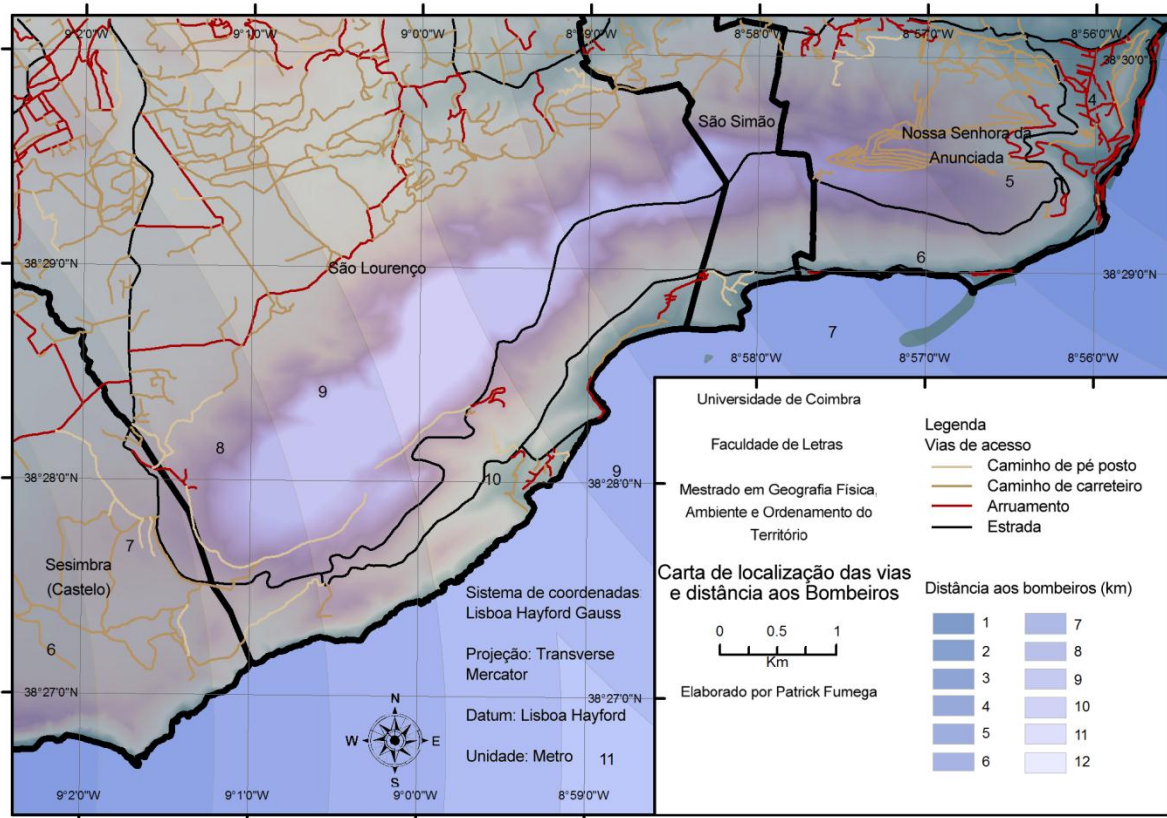 9°2'0"W 9°1'0"W 9°0'0"W 8°59'0"W 8°58'0"W 8°57'0"W 8°56'0"W
38°30'0"N 38°30'0"N
4
São Simão
Nossa Senhora da
Anunciada
5
38°29'0"N São Lourenço 6 38°29'0"N
7
8°58'0"W 8°57'0"W 8°56'0"W
9
8
10
9
38°28'0"N 38°28'0"N
7
Sesimbra
(Castelo)
6
38°27'0"N 38°27'0"N
Sistema de coordenadas
Lisboa Hayford Gauss
Projeção: Transverse
Mercator
Datum: Lisboa Hayford
Unidade: Metro
11
N
W E
S
9°2'0"W 9°1'0"W 9°0'0"W 8°59'0"W
Universidade de Coimbra
Faculdade de Letras
Mestrado em Geografia Física,
Ambiente e Ordenamento do
Território
Carta de localização das vias
e distância aos Bombeiros
0 0.5 1
Km
Elaborado por Patrick Fumega
Legenda
Vias de acesso
Caminho de pé posto
Caminho de carreteiro
Arruamento
Estrada
Distância aos bombeiros (km)
1 7
2 8
3 9
4 10
5 11
6 12